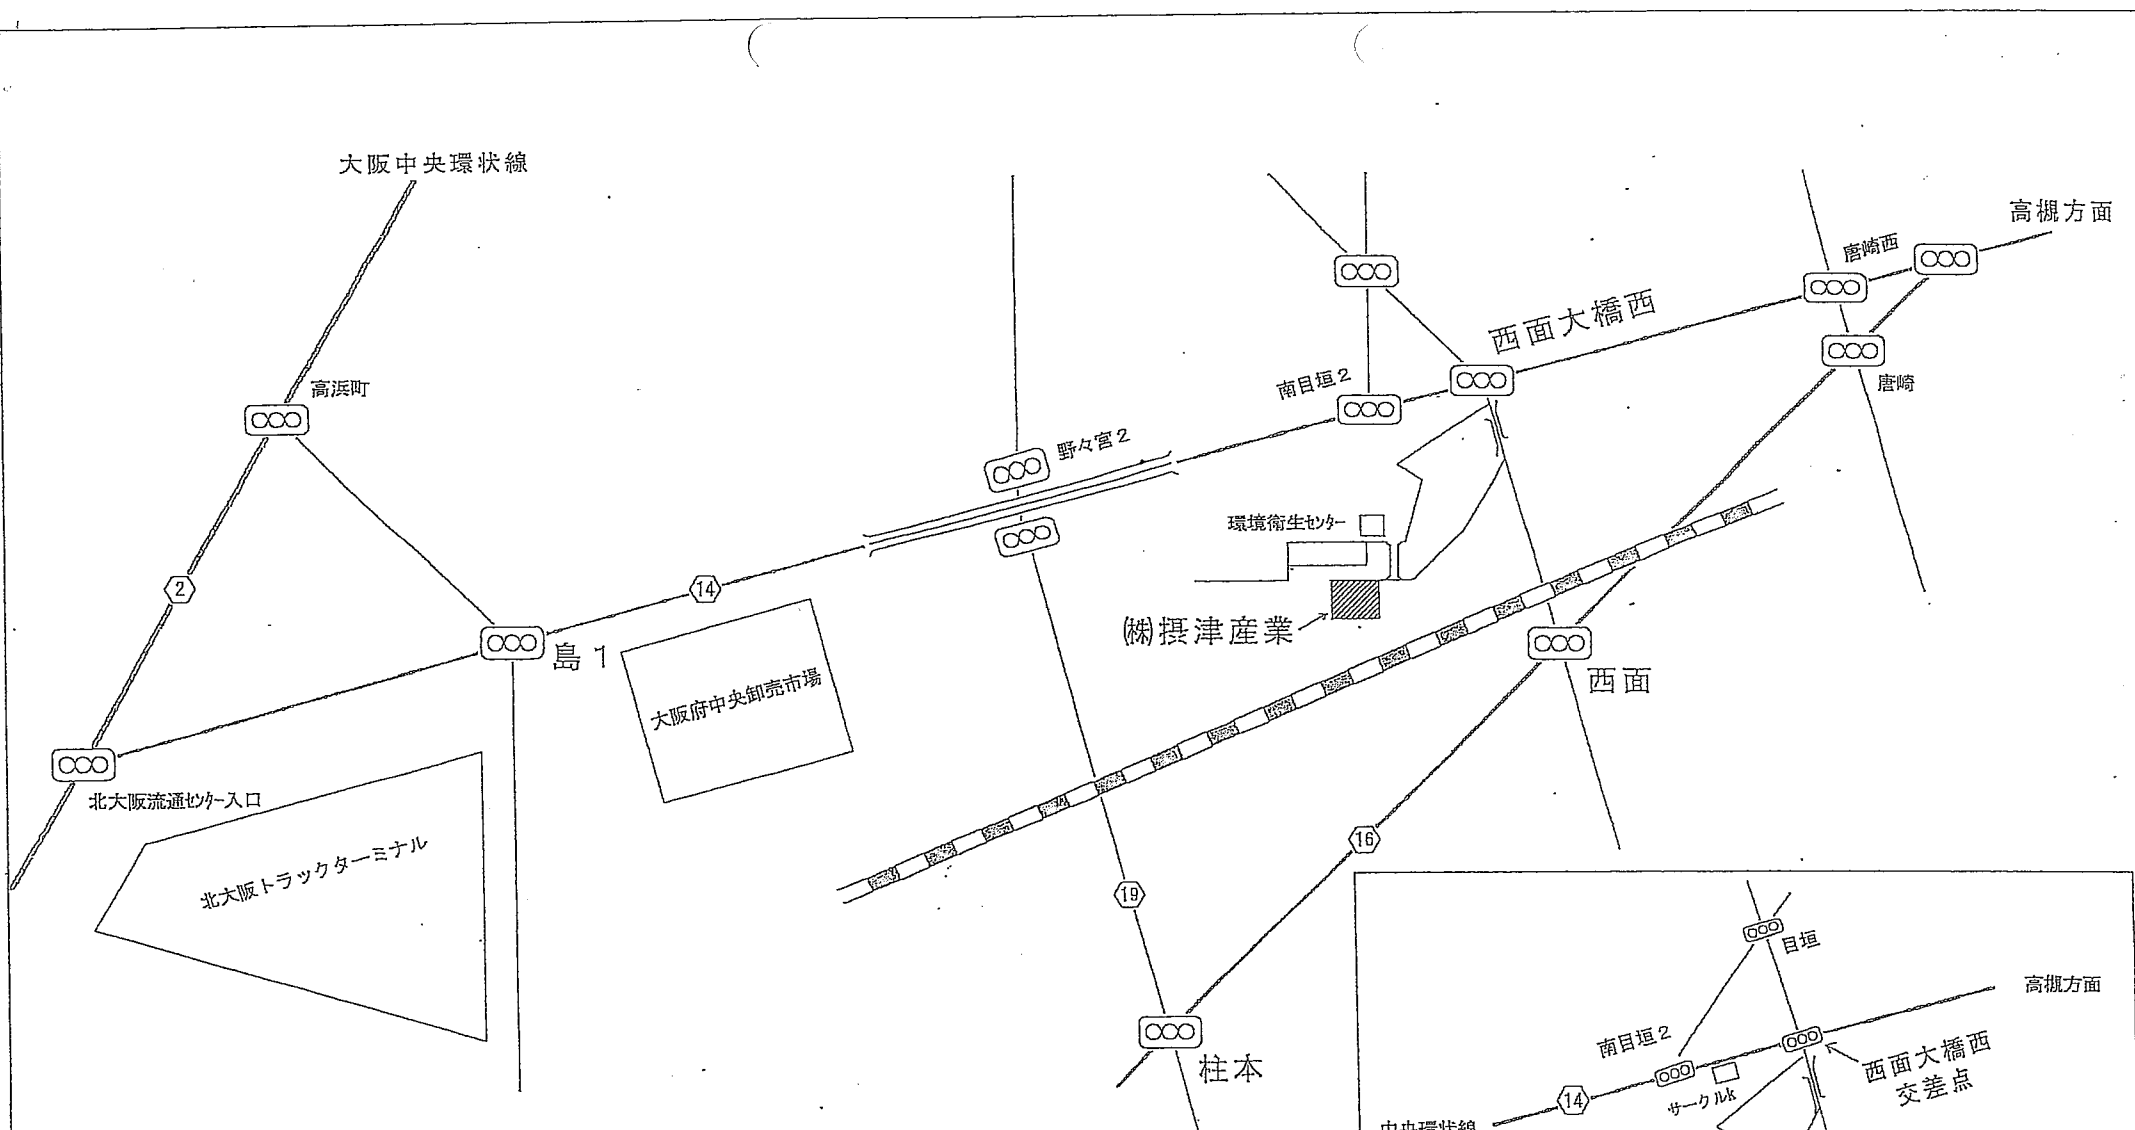 大阪中央環状線
高槻方面
唐崎西
西面大橋西
高浜町
南目垣2
唐崎
野々宮2
環境衛生センター
2
14
㈱摂津産業
島1
西面
大阪府中央卸売市場
北大阪流通センター入口
北大阪トラックターミナル
16
19
柱本
目垣
高槻方面
南目垣2
西面大橋西
交差点
サークルk
14
中央環状線